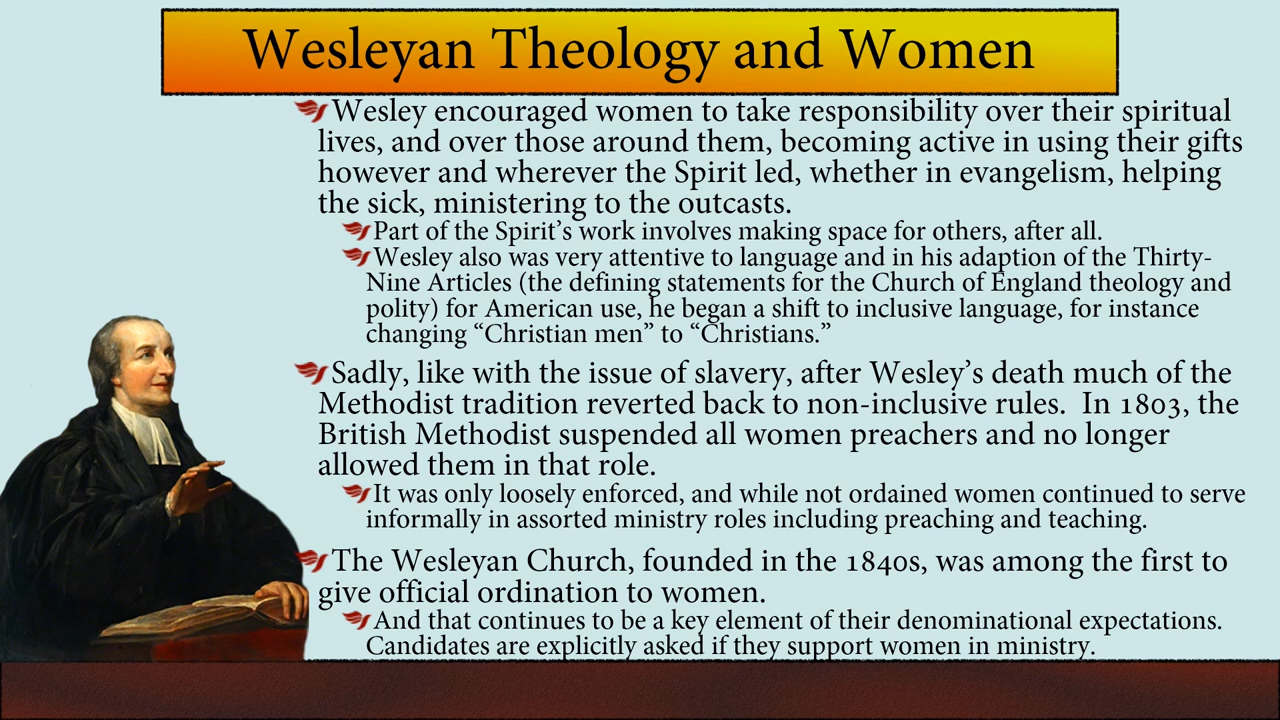 Wesleyan Theology and Women
Wesley encouraged women to take responsibility over their spiritual
lives, and over those around them, becoming active in using their gifts
however and wherever the Spirit led, whether in evangelism, helping
the sick, ministering to the outcasts.
Part of the Spirit's work involves making space for others, after all.
Wesley also was very attentive to language and in his adaption of the Thirty-
Nine Articles (the defining statements for the Church of England theology and
polity) for American use, he began a shift to inclusive language, for instance
changing “Christian men” to “Christians.”
Sadly, like with the issue of slavery, after Wesley's death much of the
Methodist tradition reverted back to non-inclusive rules.  In 1803, the
British Methodist suspended all women preachers and no longer
allowed them in that role.
It was only loosely enforced, and while not ordained women continued to serve
informally in assorted ministry roles including preaching and teaching.
The Wesleyan Church, founded in the 1840s, was among the first to
give official ordination to women.
And that continues to be a key element of their denominational expectations.
Candidates are explicitly asked if they support women in ministry.